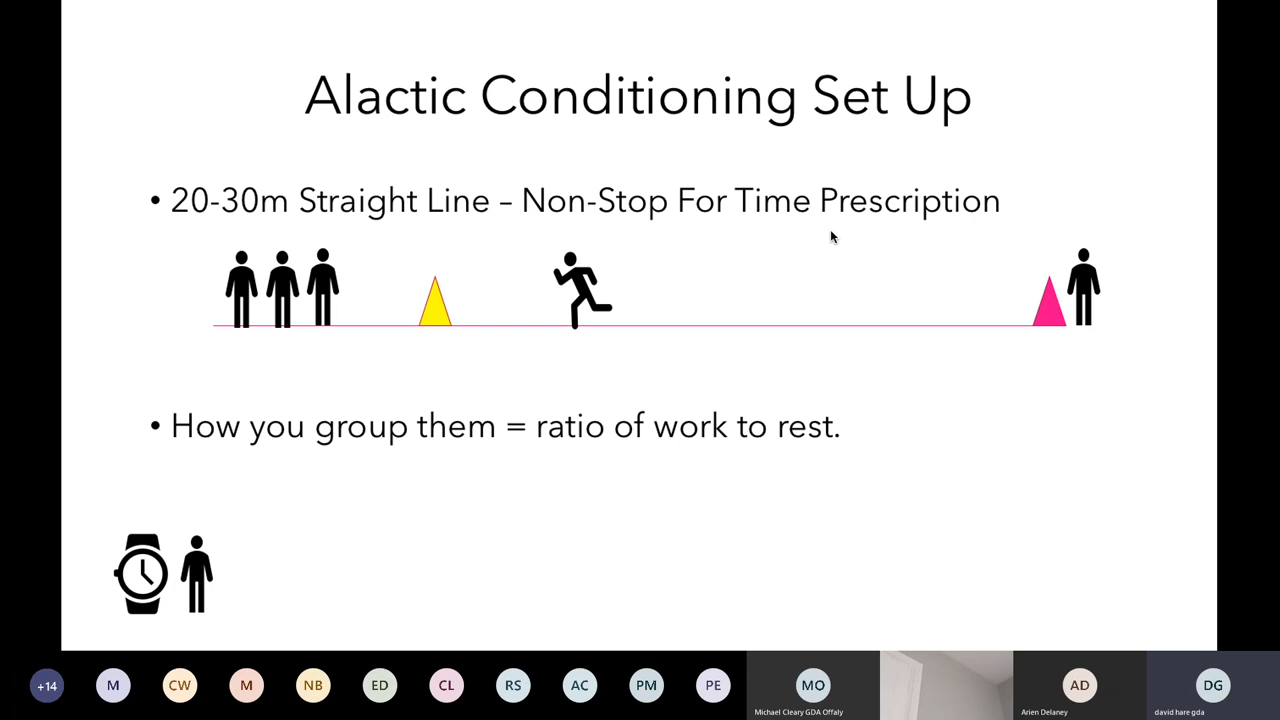 Alactic Conditioning Set Up
• 20-30m Straight Line – Non-Stop For Time Prescription
• How you group them = ratio of work to rest.
+14 M CW M NB ED CL RS AC PM PE MO AD DG
Michael Cleary GDA Offaly Arien Delaney david hare gda